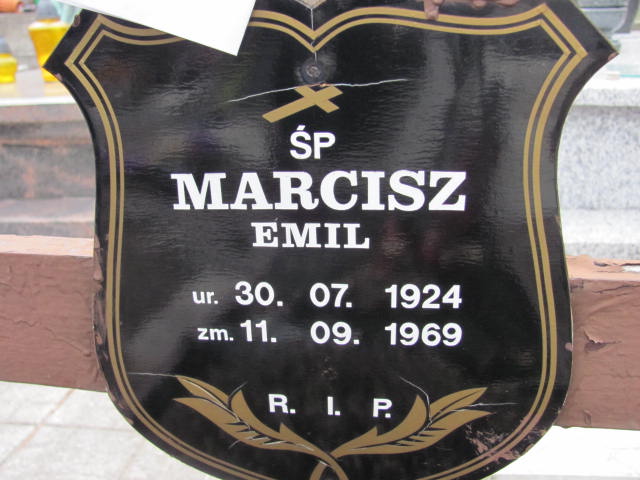 ŚP
MARCISZ
EMIL
ur. 30. 07. 1924
zm. 11. 09. 1969
R. I. P.